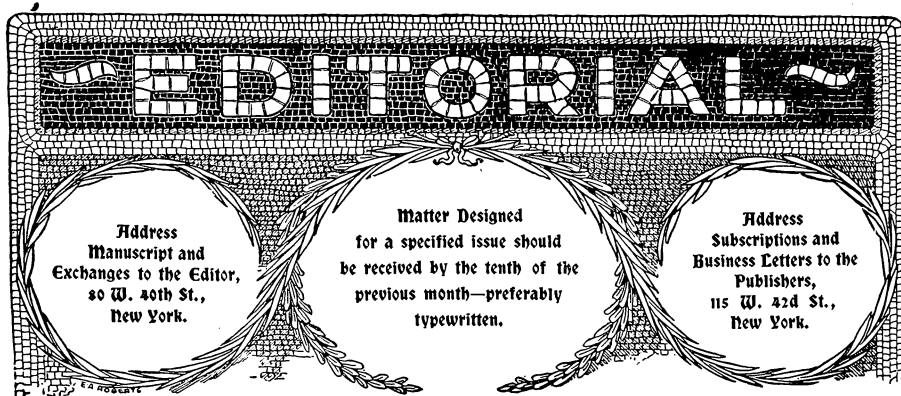 EDITORIAL
Address
Manuscript and
Exchanges to the Editor,
80 W. 40th St.,
New York.
Matter Designed
for a specified issue should
be received by the tenth of the
previous month—preferably
typewritten.
Address
Subscriptions and
Business Letters to the
Publishers,
115 W. 42d St.,
New York.
E.A. ROBERTS